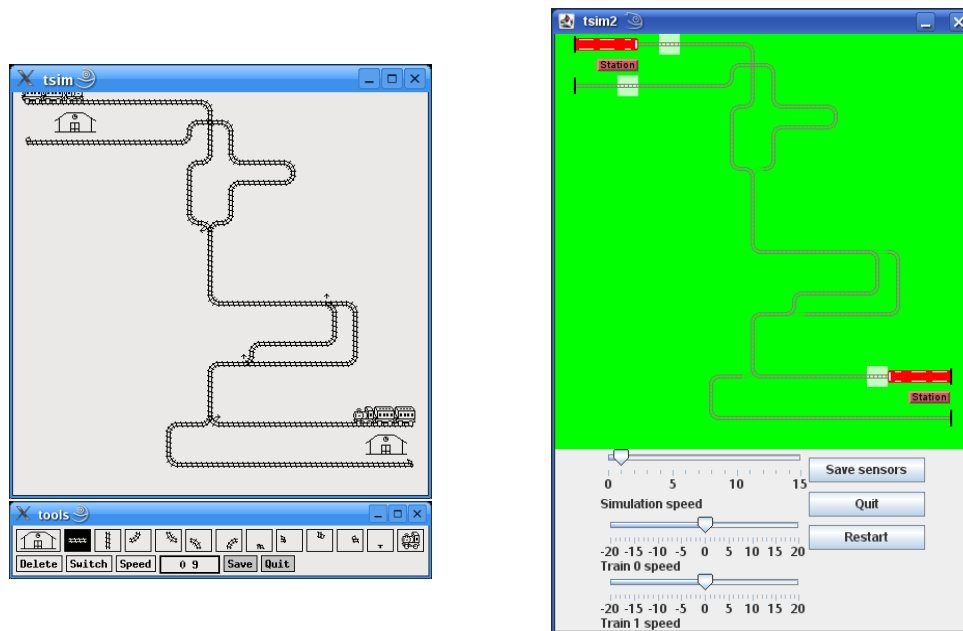 tsim
tools
Delete Switch Speed 0 9 Save Quit
tsim2
Station
Station
0 5 10 15
Simulation speed
Save sensors
Quit
Restart
-20 -15 -10 -5 0 5 10 15 20
Train 0 speed
-20 -15 -10 -5 0 5 10 15 20
Train 1 speed